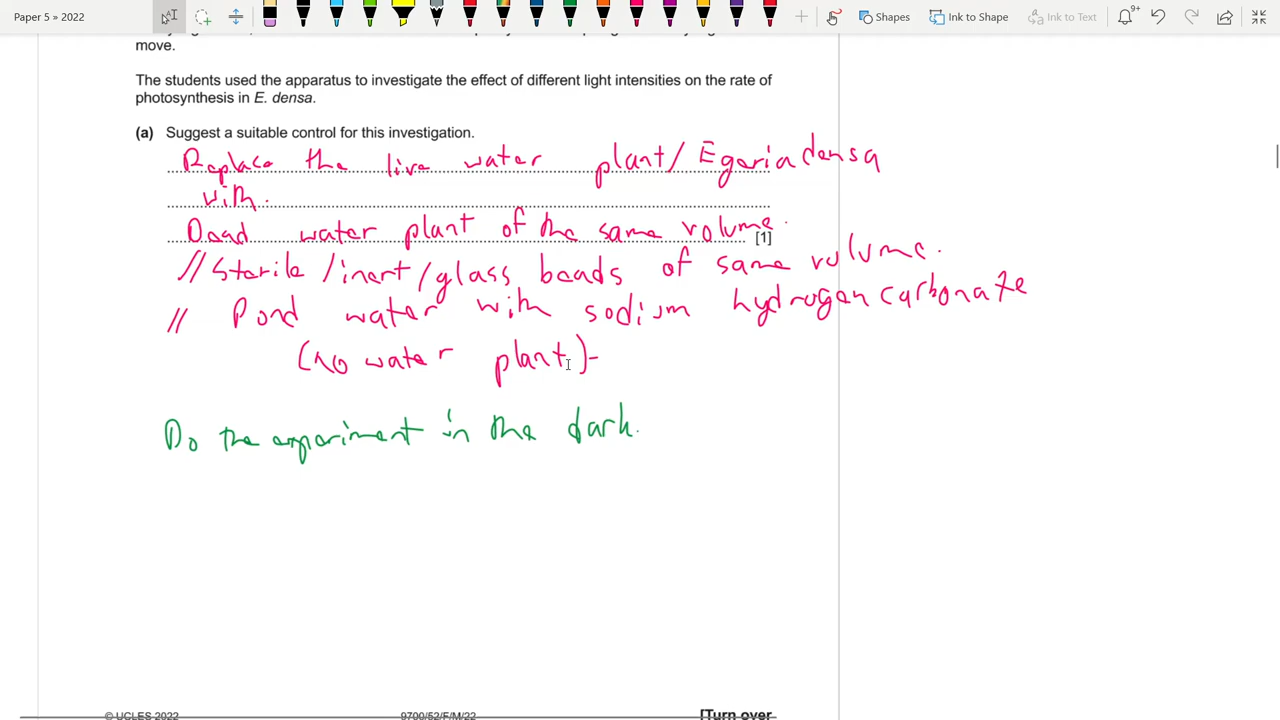 Paper 5 » 2022
Shapes
Ink to Shape
Ink to Text
9+
move.
The students used the apparatus to investigate the effect of different light intensities on the rate of
photosynthesis in E. densa.
(a) Suggest a suitable control for this investigation.
Replace the live water plant/ Egeria densa
with.
Dead water plant of the same volume.
[1]
// Sterile /inert/glass beads of same volume.
// Pond water with sodium hydrogen carbonate
(no water plant)-
Do the experiment in the dark.
© UCLES 2022
9700/52/F/M/22
[Turn over